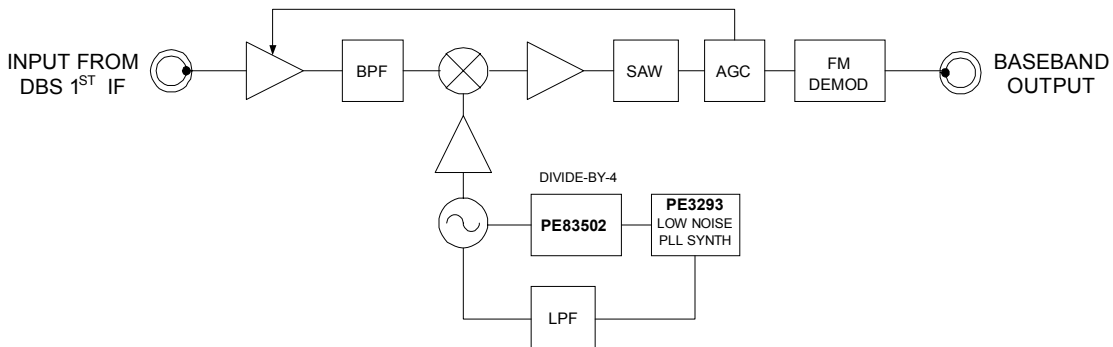 INPUT FROM
DBS 1ST IF
BPF
SAW
AGC
FM
DEMOD
BASEBAND
OUTPUT
DIVIDE-BY-4
PE83502
PE3293
LOW NOISE
PLL SYNTH
LPF